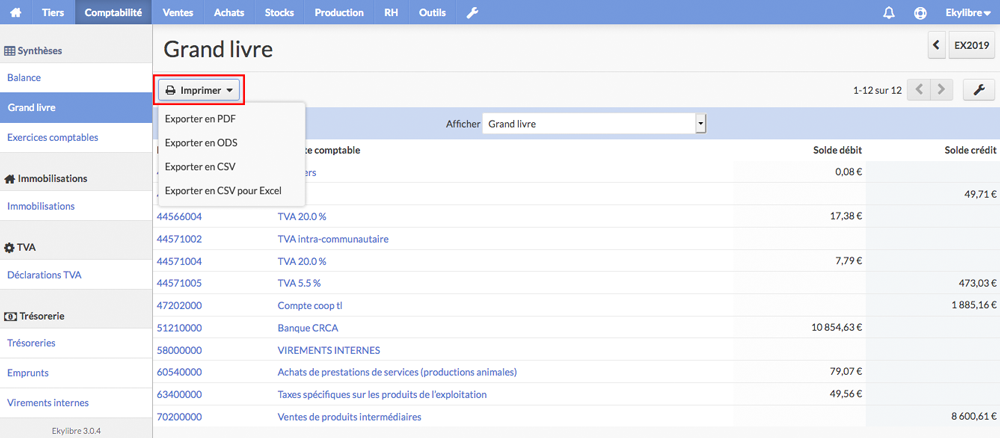 Tiers Comptabilité Ventes Achats Stocks Production RH Outils Ekylibre
Synthèses
Balance
Grand livre
Exercices comptables
Immobilisations
Immobilisations
TVA
Déclarations TVA
Trésorerie
Trésoreries
Emprunts
Virements internes
Ekylibre 3.0.4
Grand livre
EX2019
Imprimer
1-12 sur 12
Exporter en PDF
Exporter en ODS
Exporter en CSV
Exporter en CSV pour Excel
Afficher Grand livre
te comptable Solde débit Solde crédit
ers 0,08 €
49,71 €
44566004 TVA 20.0 % 17,38 €
44571002 TVA intra-communautaire
44571004 TVA 20.0 % 7,79 €
44571005 TVA 5.5 % 473,03 €
47202000 Compte coop tl 1 885,16 €
51210000 Banque CRCA 10 854,63 €
58000000 VIREMENTS INTERNES
60540000 Achats de prestations de services (productions animales) 79,07 €
63400000 Taxes spécifiques sur les produits de l'exploitation 49,56 €
70200000 Ventes de produits intermédiaires 8 600,61 €